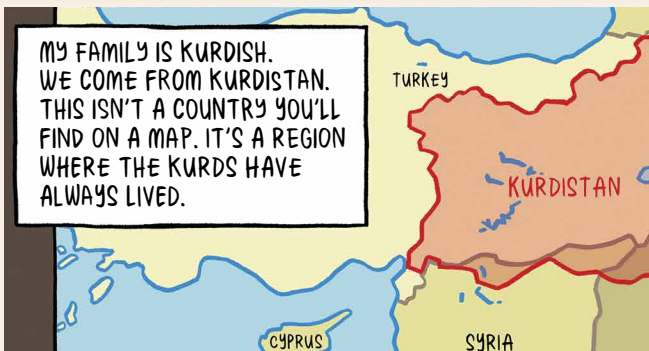 MY FAMILY IS KURDISH.
WE COME FROM KURDISTAN.
THIS ISN'T A COUNTRY YOU'LL
FIND ON A MAP. IT'S A REGION
WHERE THE KURDS HAVE
ALWAYS LIVED.
TURKEY
KURDISTAN
CYPRUS
SYRIA